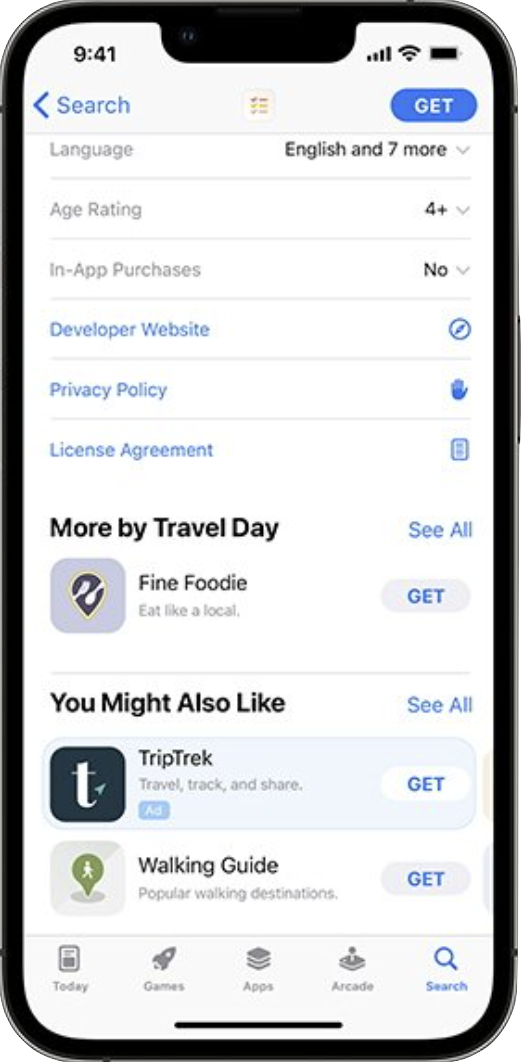 9:41
Search
GET
Language English and 7 more
Age Rating 4+
In-App Purchases No
Developer Website
Privacy Policy
License Agreement
More by Travel Day See All
Fine Foodie
Eat like a local.
GET
You Might Also Like See All
t
TripTrek
Travel, track, and share.
Ad
GET
Walking Guide
Popular walking destinations.
GET
Today Games Apps Arcade Search